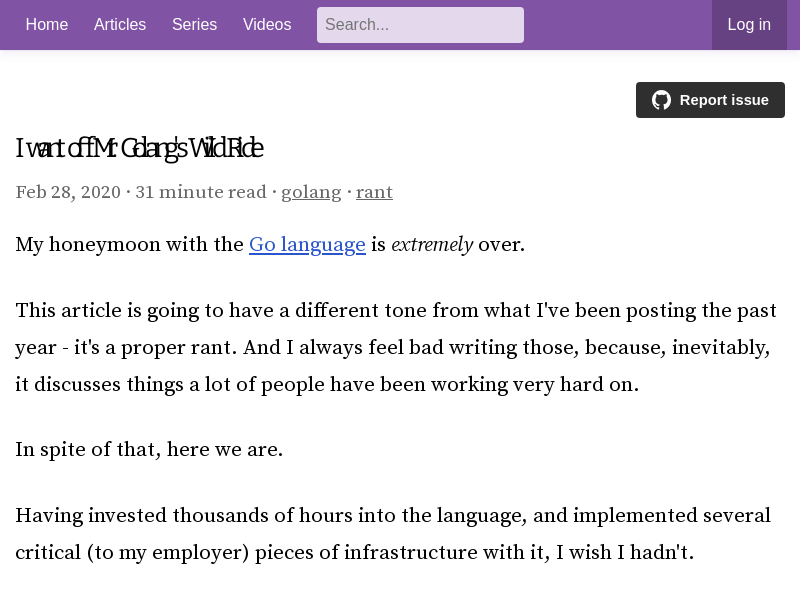 Home Articles Series Videos Search... Log in
Report issue
I want off Mr Golang's Wild Ride
Feb 28, 2020 · 31 minute read · golang · rant
My honeymoon with the Go language is extremely over.
This article is going to have a different tone from what I've been posting the past
year - it's a proper rant. And I always feel bad writing those, because, inevitably,
it discusses things a lot of people have been working very hard on.
In spite of that, here we are.
Having invested thousands of hours into the language, and implemented several
critical (to my employer) pieces of infrastructure with it, I wish I hadn't.